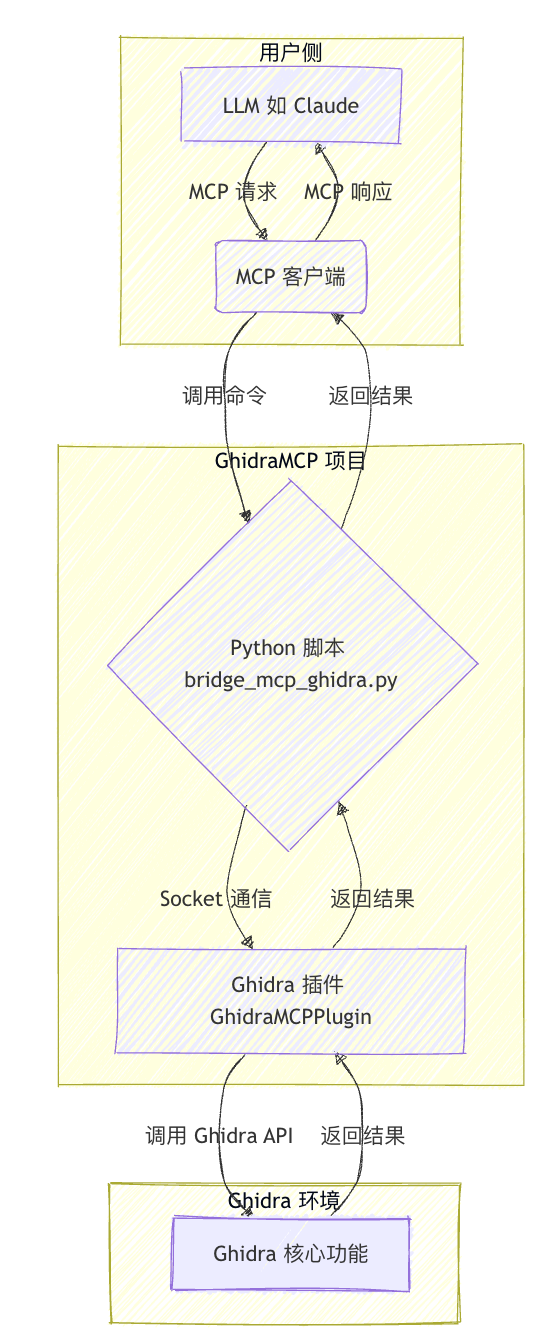 用户侧
LLM 如 Claude
MCP 请求
MCP 响应
MCP 客户端
调用命令
返回结果
GhidraMCP 项目
Python 脚本
bridge_mcp_ghidra.py
Socket 通信
返回结果
Ghidra 插件
GhidraMCPPlugin
调用 Ghidra API
返回结果
Ghidra 环境
Ghidra 核心功能